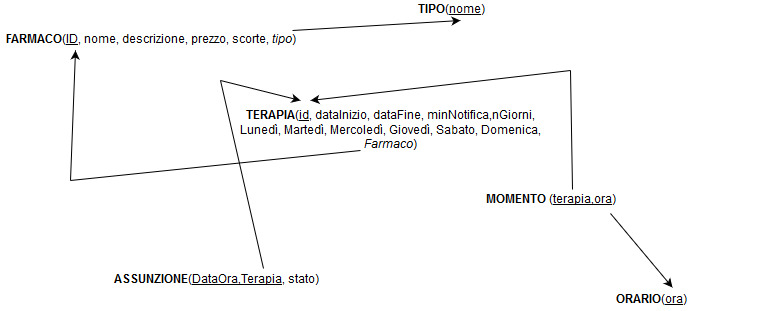 TIPO(nome)
FARMACO(ID, nome, descrizione, prezzo, scorte, tipo)
TERAPIA(id, dataInizio, dataFine, minNotifica,nGiorni,
Lunedì, Martedì, Mercoledì, Giovedì, Sabato, Domenica,
Farmaco)
MOMENTO (terapia,ora)
ASSUNZIONE(DataOra,Terapia, stato)
ORARIO(ora)